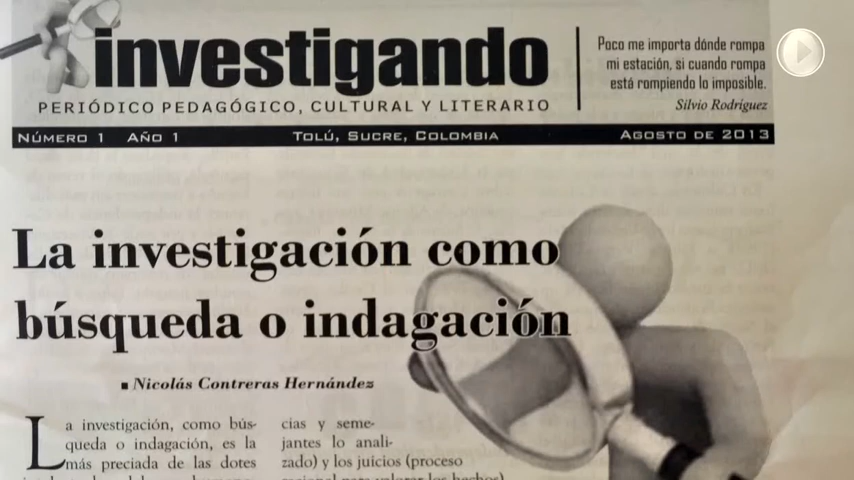 investigando
PERIÓDICO PEDAGÓGICO, CULTURAL Y LITERARIO
Poco me importa dónde rompa
mi estación, si cuando rompa
está rompiendo lo imposible.
Silvio Rodríguez
NÚMERO 1 AÑO 1 TOLÚ, SUCRE, COLOMBIA AGOSTO DE 2013
La investigación como
búsqueda o indagación
Nicolás Contreras Hernández
La investigación, como bús-
queda o indagación, es la
más preciada de las dotes
cias y seme-
jantes lo anali-
zado) y los juicios (proceso